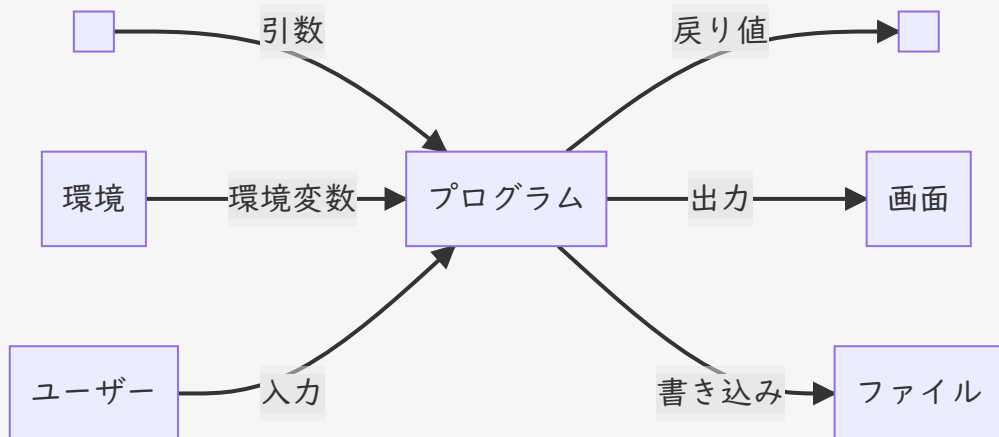 引数
戻り値
環境
環境変数
プログラム
出力
画面
ユーザー
入力
書き込み
ファイル